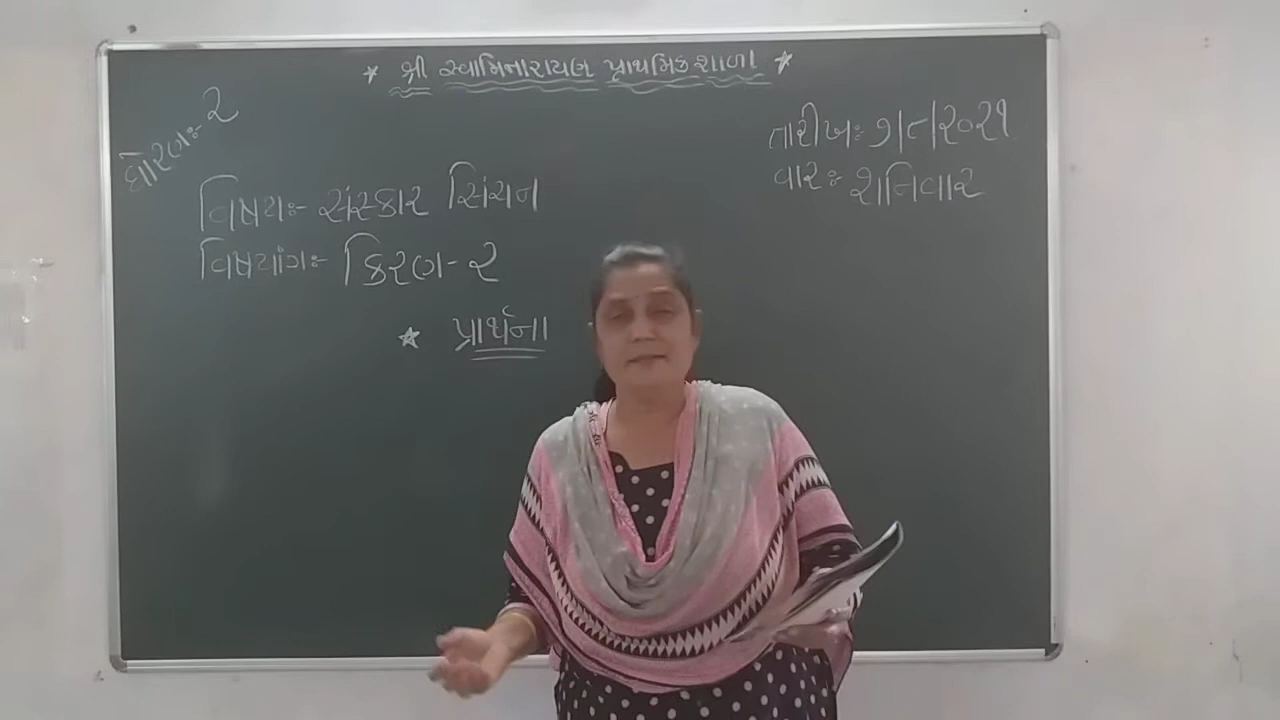 ★ શ્રી સ્વામિનારાયણ પ્રાથમિક શાળા ★
ધોરણઃ- ૨
તારીખઃ ૭/૮/૨૦૨૧
વારઃ શનિવાર
વિષયઃ- સંસ્કાર સિંચન
વિષયાંગઃ- કિરણ-૨
★ પ્રાર્થના